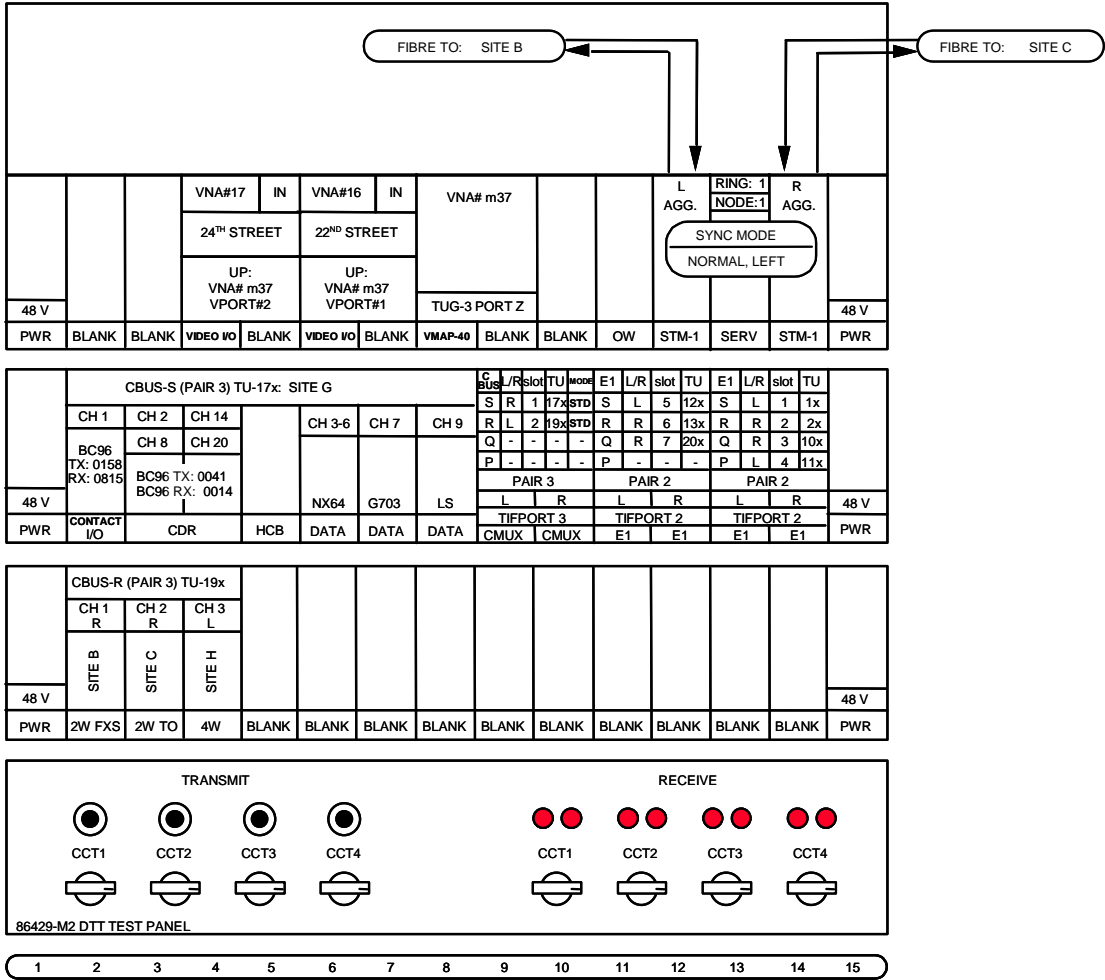 FIBRE TO: SITE B
FIBRE TO: SITE C
VNA#17 IN VNA#16 IN VNA# m37 L AGG. RING: 1 NODE:1 R AGG.
24TH STREET 22ND STREET
SYNC MODE
NORMAL, LEFT
UP: VNA# m37 VPORT#2
UP: VNA# m37 VPORT#1
48 V TUG-3 PORT Z 48 V
PWR BLANK BLANK VIDEO I/O BLANK VIDEO I/O BLANK VMAP-40 BLANK BLANK OW STM-1 SERV STM-1 PWR
CBUS-S (PAIR 3) TU-17x: SITE G
C BUS L/R slot TU MODE E1 L/R slot TU E1 L/R slot TU
S R 1 17x STD S L 5 12x S L 1 1x
R L 2 19x STD R R 6 13x R R 2 2x
Q - - - - Q R 7 20x Q R 3 10x
P - - - - P - - - P L 4 11x
PAIR 3 PAIR 2 PAIR 2
L R L R L R
TIFPORT 3 TIFPORT 2 TIFPORT 2
CH 1 CH 2 CH 14 CH 3-6 CH 7 CH 9
CH 8 CH 20
BC96
TX: 0158
RX: 0815
BC96 TX: 0041
BC96 RX: 0014
48 V NX64 G703 LS 48 V
PWR CONTACT I/O CDR HCB DATA DATA DATA CMUX CMUX E1 E1 E1 E1 PWR
CBUS-R (PAIR 3) TU-19x
CH 1 R CH 2 R CH 3 L
SITE B SITE C SITE H
48 V 48 V
PWR 2W FXS 2W TO 4W BLANK BLANK BLANK BLANK BLANK BLANK BLANK BLANK BLANK BLANK PWR
TRANSMIT RECEIVE
CCT1 CCT2 CCT3 CCT4 CCT1 CCT2 CCT3 CCT4
86429-M2 DTT TEST PANEL
1 2 3 4 5 6 7 8 9 10 11 12 13 14 15